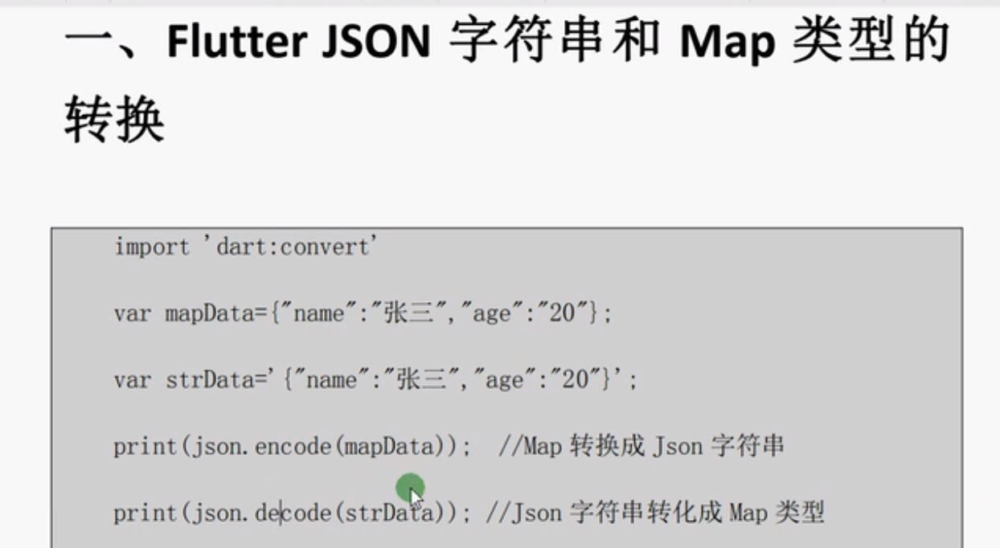 一、Flutter JSON 字符串和 Map 类型的
转换
import 'dart:convert'
var mapData={"name":"张三","age":"20"};
var strData='{"name":"张三","age":"20"}';
print(json.encode(mapData)); //Map 转换成 Json 字符串
print(json.decode(strData)); //Json 字符串转化成 Map 类型